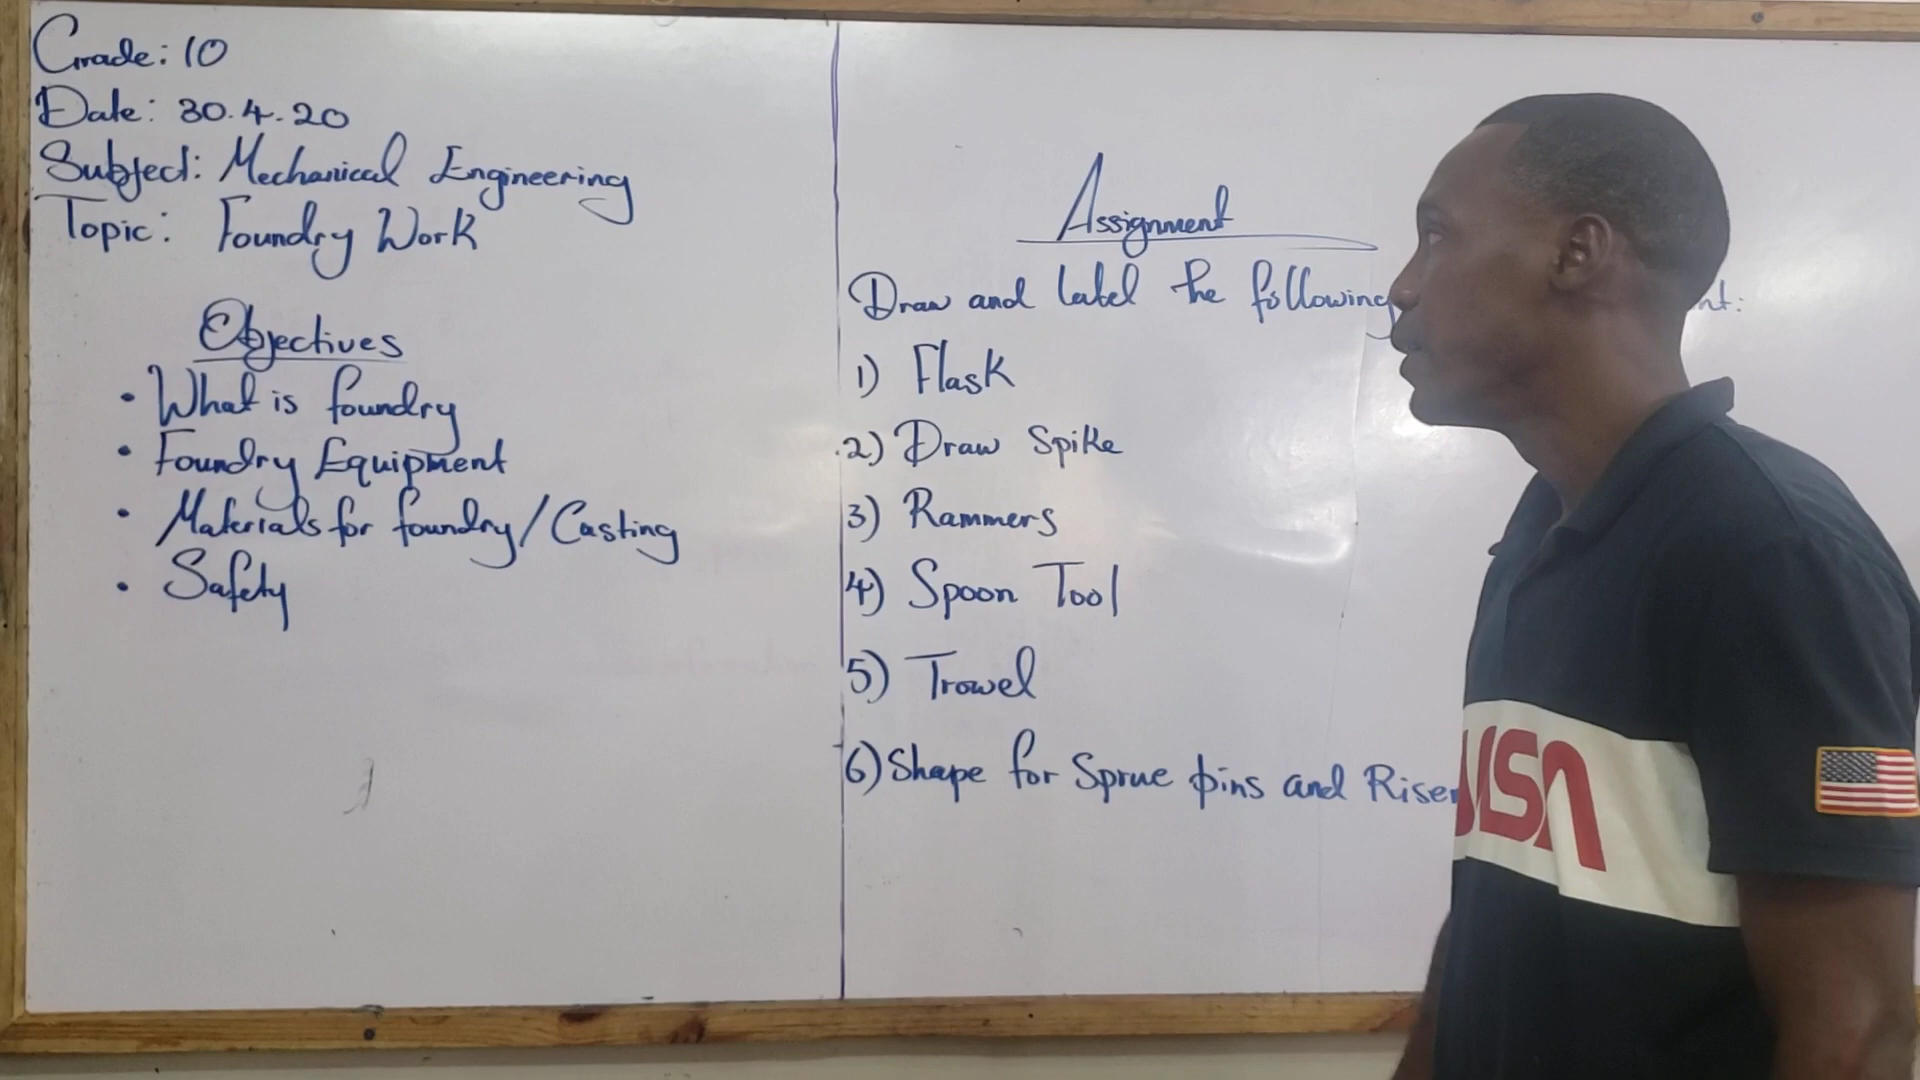 Grade: 10
Date: 30.4.20
Subject: Mechanical Engineering
Topic: Foundry Work
Objectives
• What is foundry
• Foundry Equipment
• Materials for foundry/Casting
• Safety
Assignment
Draw and label the following
1) Flask
2) Draw Spike
3) Rammers
4) Spoon Tool
5) Trowel
6) Shape for Sprue pins and Riser
USA